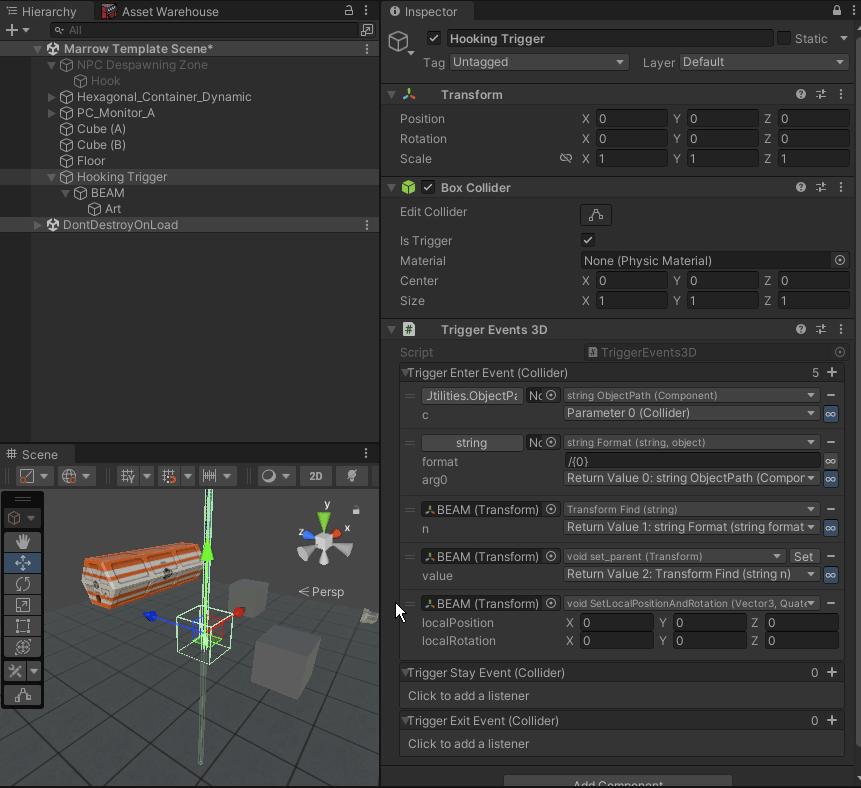 Hierarchy
Asset Warehouse
All
Marrow Template Scene*
NPC Despawning Zone
Hook
Hexagonal_Container_Dynamic
PC_Monitor_A
Cube (A)
Cube (B)
Floor
Hooking Trigger
BEAM
Art
DontDestroyOnLoad
Scene
2D
y
z
x
Persp
Inspector
Hooking Trigger
Static
Tag Untagged
Layer Default
Transform
Position X 0 Y 0 Z 0
Rotation X 0 Y 0 Z 0
Scale X 1 Y 1 Z 1
Box Collider
Edit Collider
Is Trigger
Material None (Physic Material)
Center X 0 Y 0 Z 0
Size X 1 Y 1 Z 1
Trigger Events 3D
Script TriggerEvents3D
Trigger Enter Event (Collider) 5
Jtilities.ObjectPa Nc string ObjectPath (Component)
c Parameter 0 (Collider)
string Nc string Format (string, object)
format /{0}
arg0 Return Value 0: string ObjectPath (Compor
BEAM (Transform) Transform Find (string)
n Return Value 1: string Format (string format
BEAM (Transform) void set_parent (Transform) Set
value Return Value 2: Transform Find (string n)
BEAM (Transform) void SetLocalPositionAndRotation (Vector3, Quate
localPosition X 0 Y 0 Z 0
localRotation X 0 Y 0 Z 0
Trigger Stay Event (Collider) 0
Click to add a listener
Trigger Exit Event (Collider) 0
Click to add a listener
Add Component